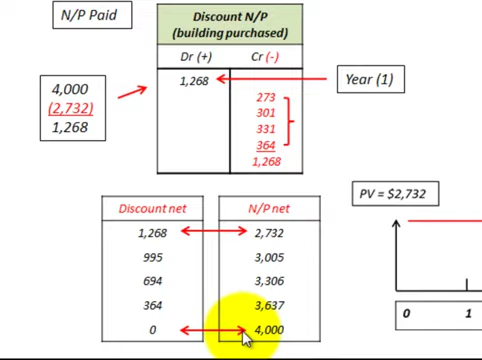 N/P Paid
Discount N/P
(building purchased)
Dr (+) Cr (-)
1,268
Year (1)
4,000
(2,732)
1,268
273
301
331
364
1,268
Discount net N/P net
1,268 2,732
995 3,005
694 3,306
364 3,637
0 4,000
PV = $2,732
0 1